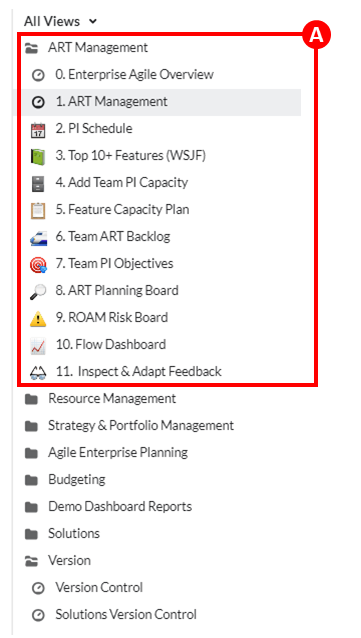 All Views
A
ART Management
0. Enterprise Agile Overview
1. ART Management
2. PI Schedule
3. Top 10+ Features (WSJF)
4. Add Team PI Capacity
5. Feature Capacity Plan
6. Team ART Backlog
7. Team PI Objectives
8. ART Planning Board
9. ROAM Risk Board
10. Flow Dashboard
11. Inspect & Adapt Feedback
Resource Management
Strategy & Portfolio Management
Agile Enterprise Planning
Budgeting
Demo Dashboard Reports
Solutions
Version
Version Control
Solutions Version Control